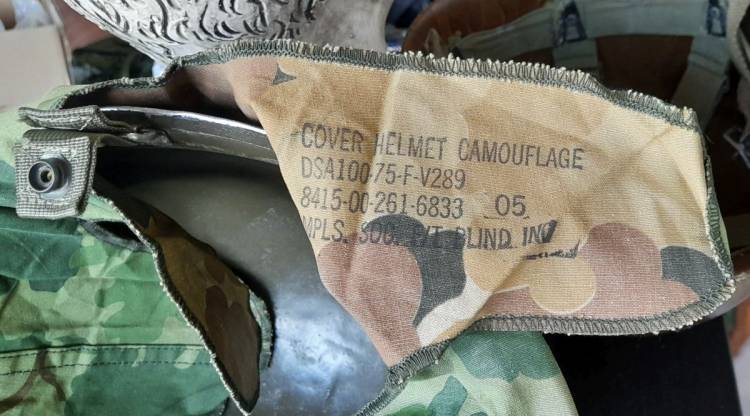 COVER HELMET CAMOUFLAGE
DSA100-75-F-V289
8415-00-261-6833 05
MPLS. SOC. F/T BLIND INC